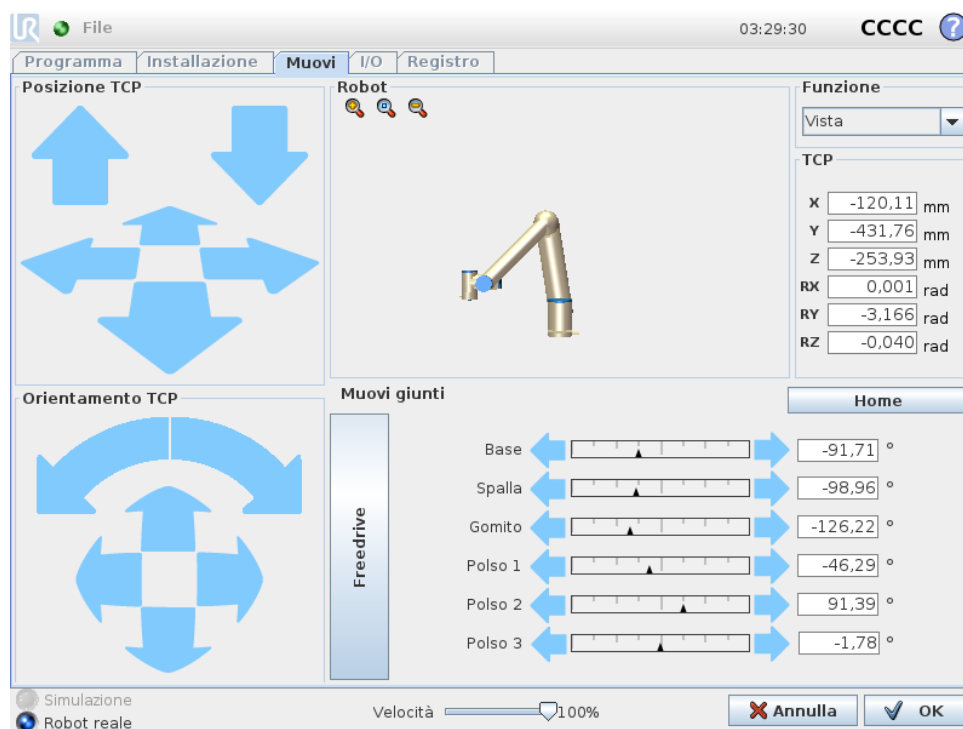 UR File 03:29:30 CCCC ?
Programma Installazione Muovi I/O Registro
Posizione TCP
Robot
Funzione
Vista
TCP
X -120,11 mm
Y -431,76 mm
Z -253,93 mm
RX 0,001 rad
RY -3,166 rad
RZ -0,040 rad
Orientamento TCP
Muovi giunti
Home
Freedrive
Base -91,71 °
Spalla -98,96 °
Gomito -126,22 °
Polso 1 -46,29 °
Polso 2 91,39 °
Polso 3 -1,78 °
Simulazione
Robot reale
Velocità 100%
Annulla OK